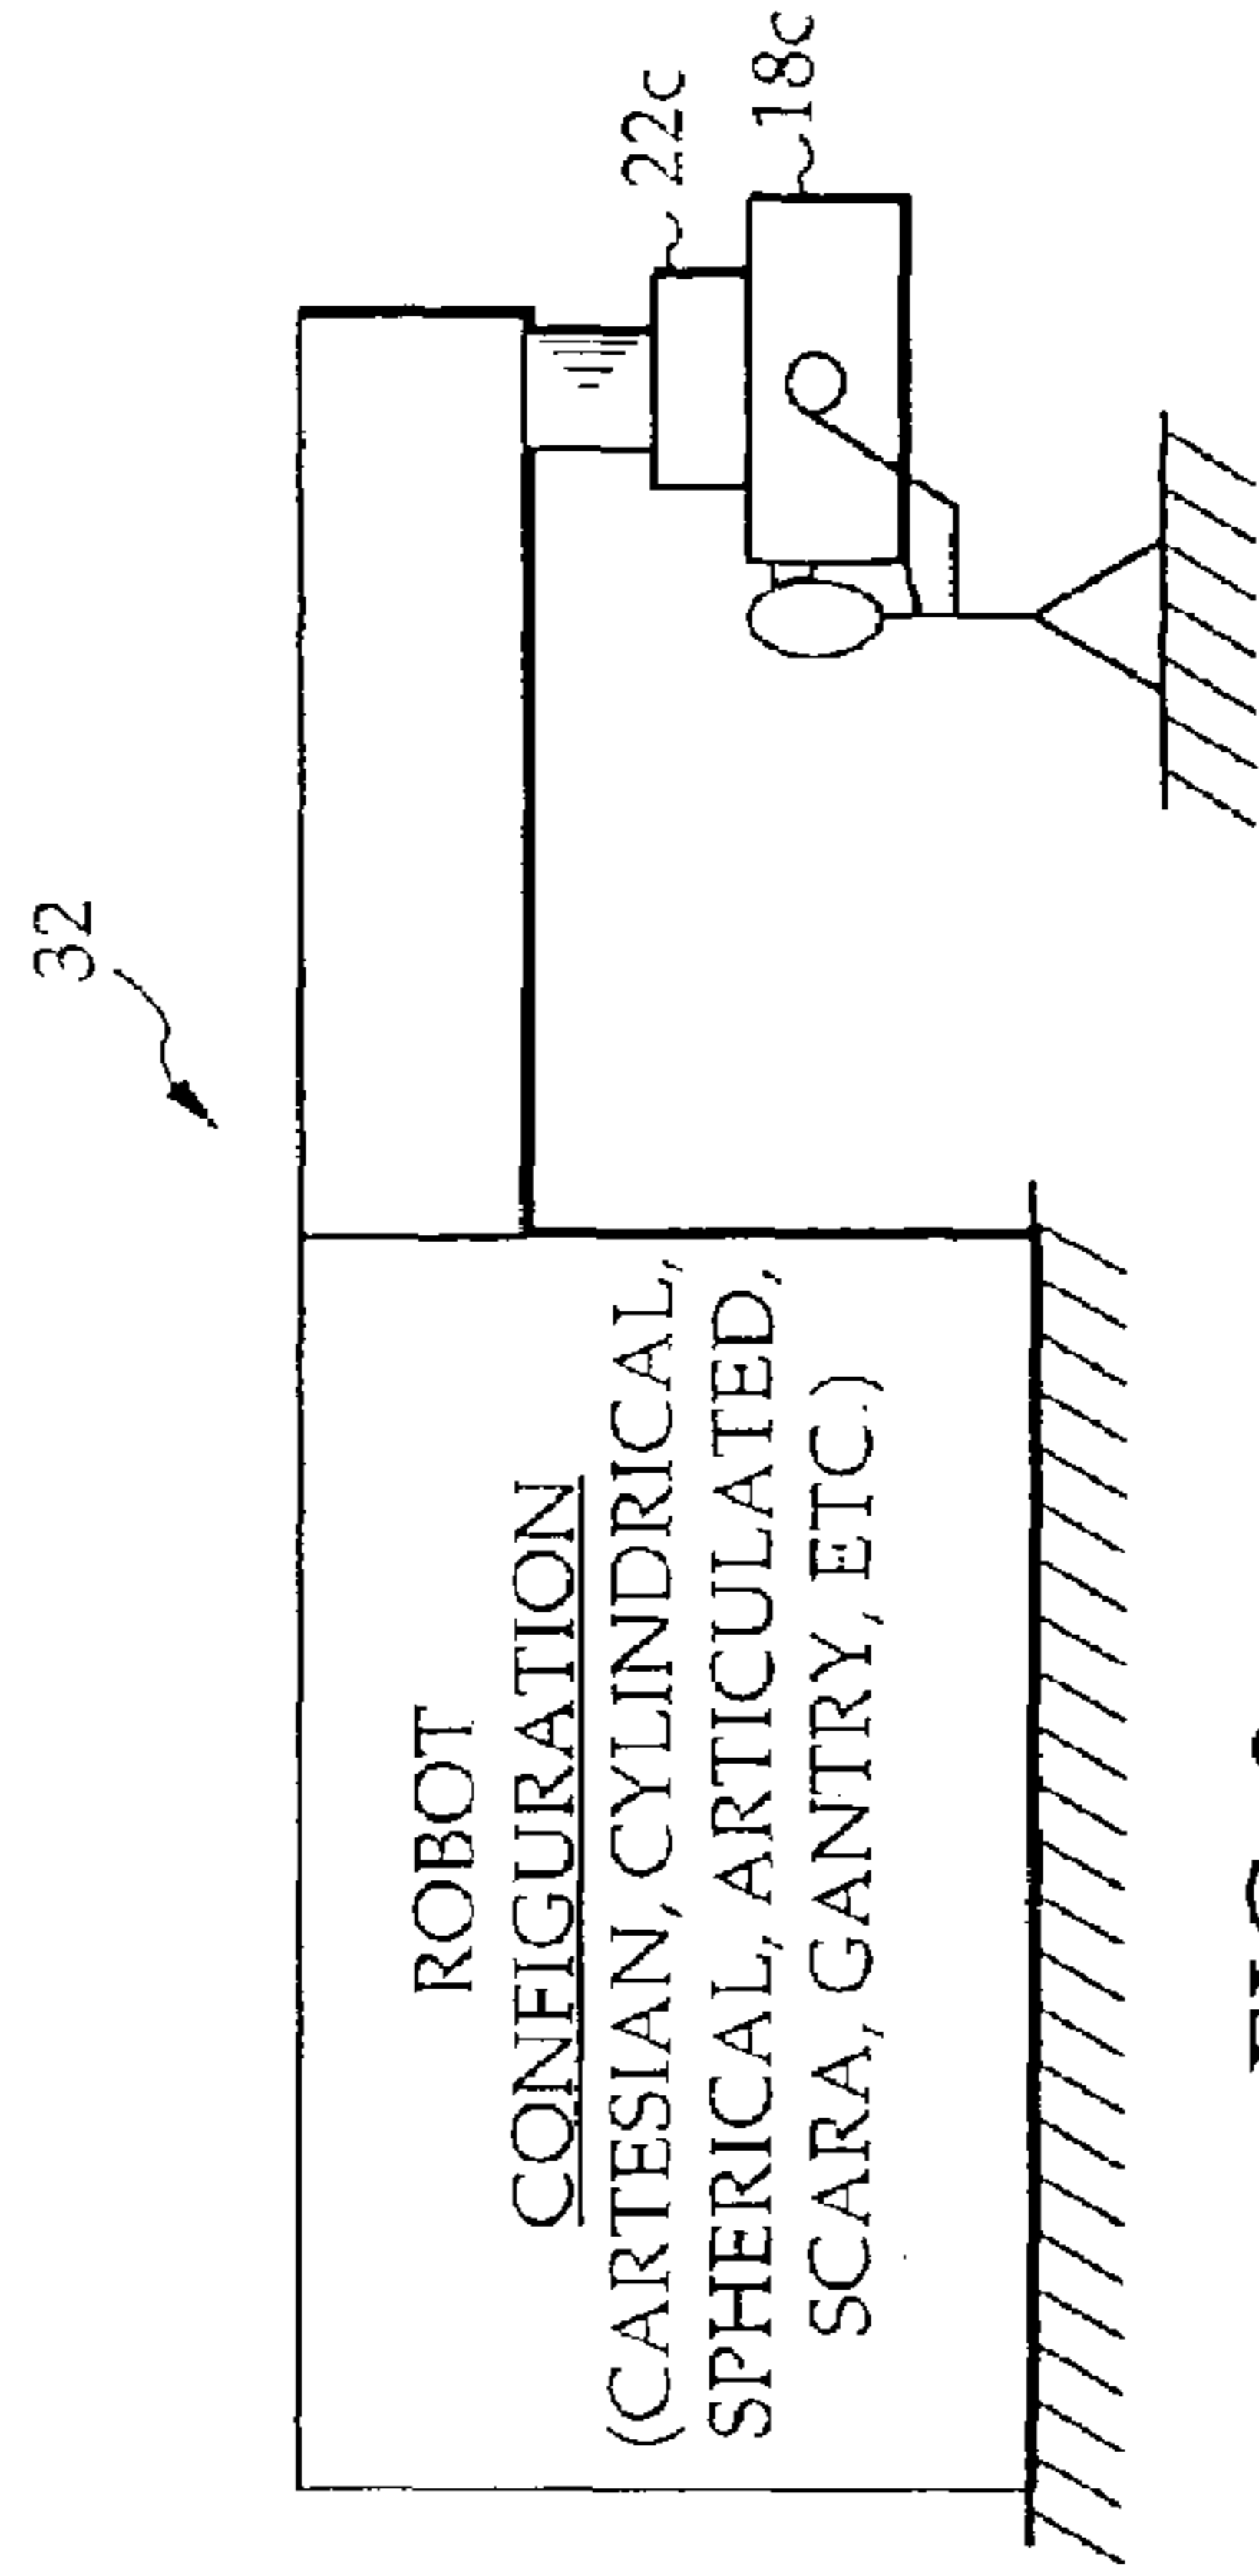 32
22c
18c
ROBOT
CONFIGURATION
(CARTESIAN, CYLINDRICAL,
SPHERICAL, ARTICULATED,
SCARA, GANTRY, ETC.)